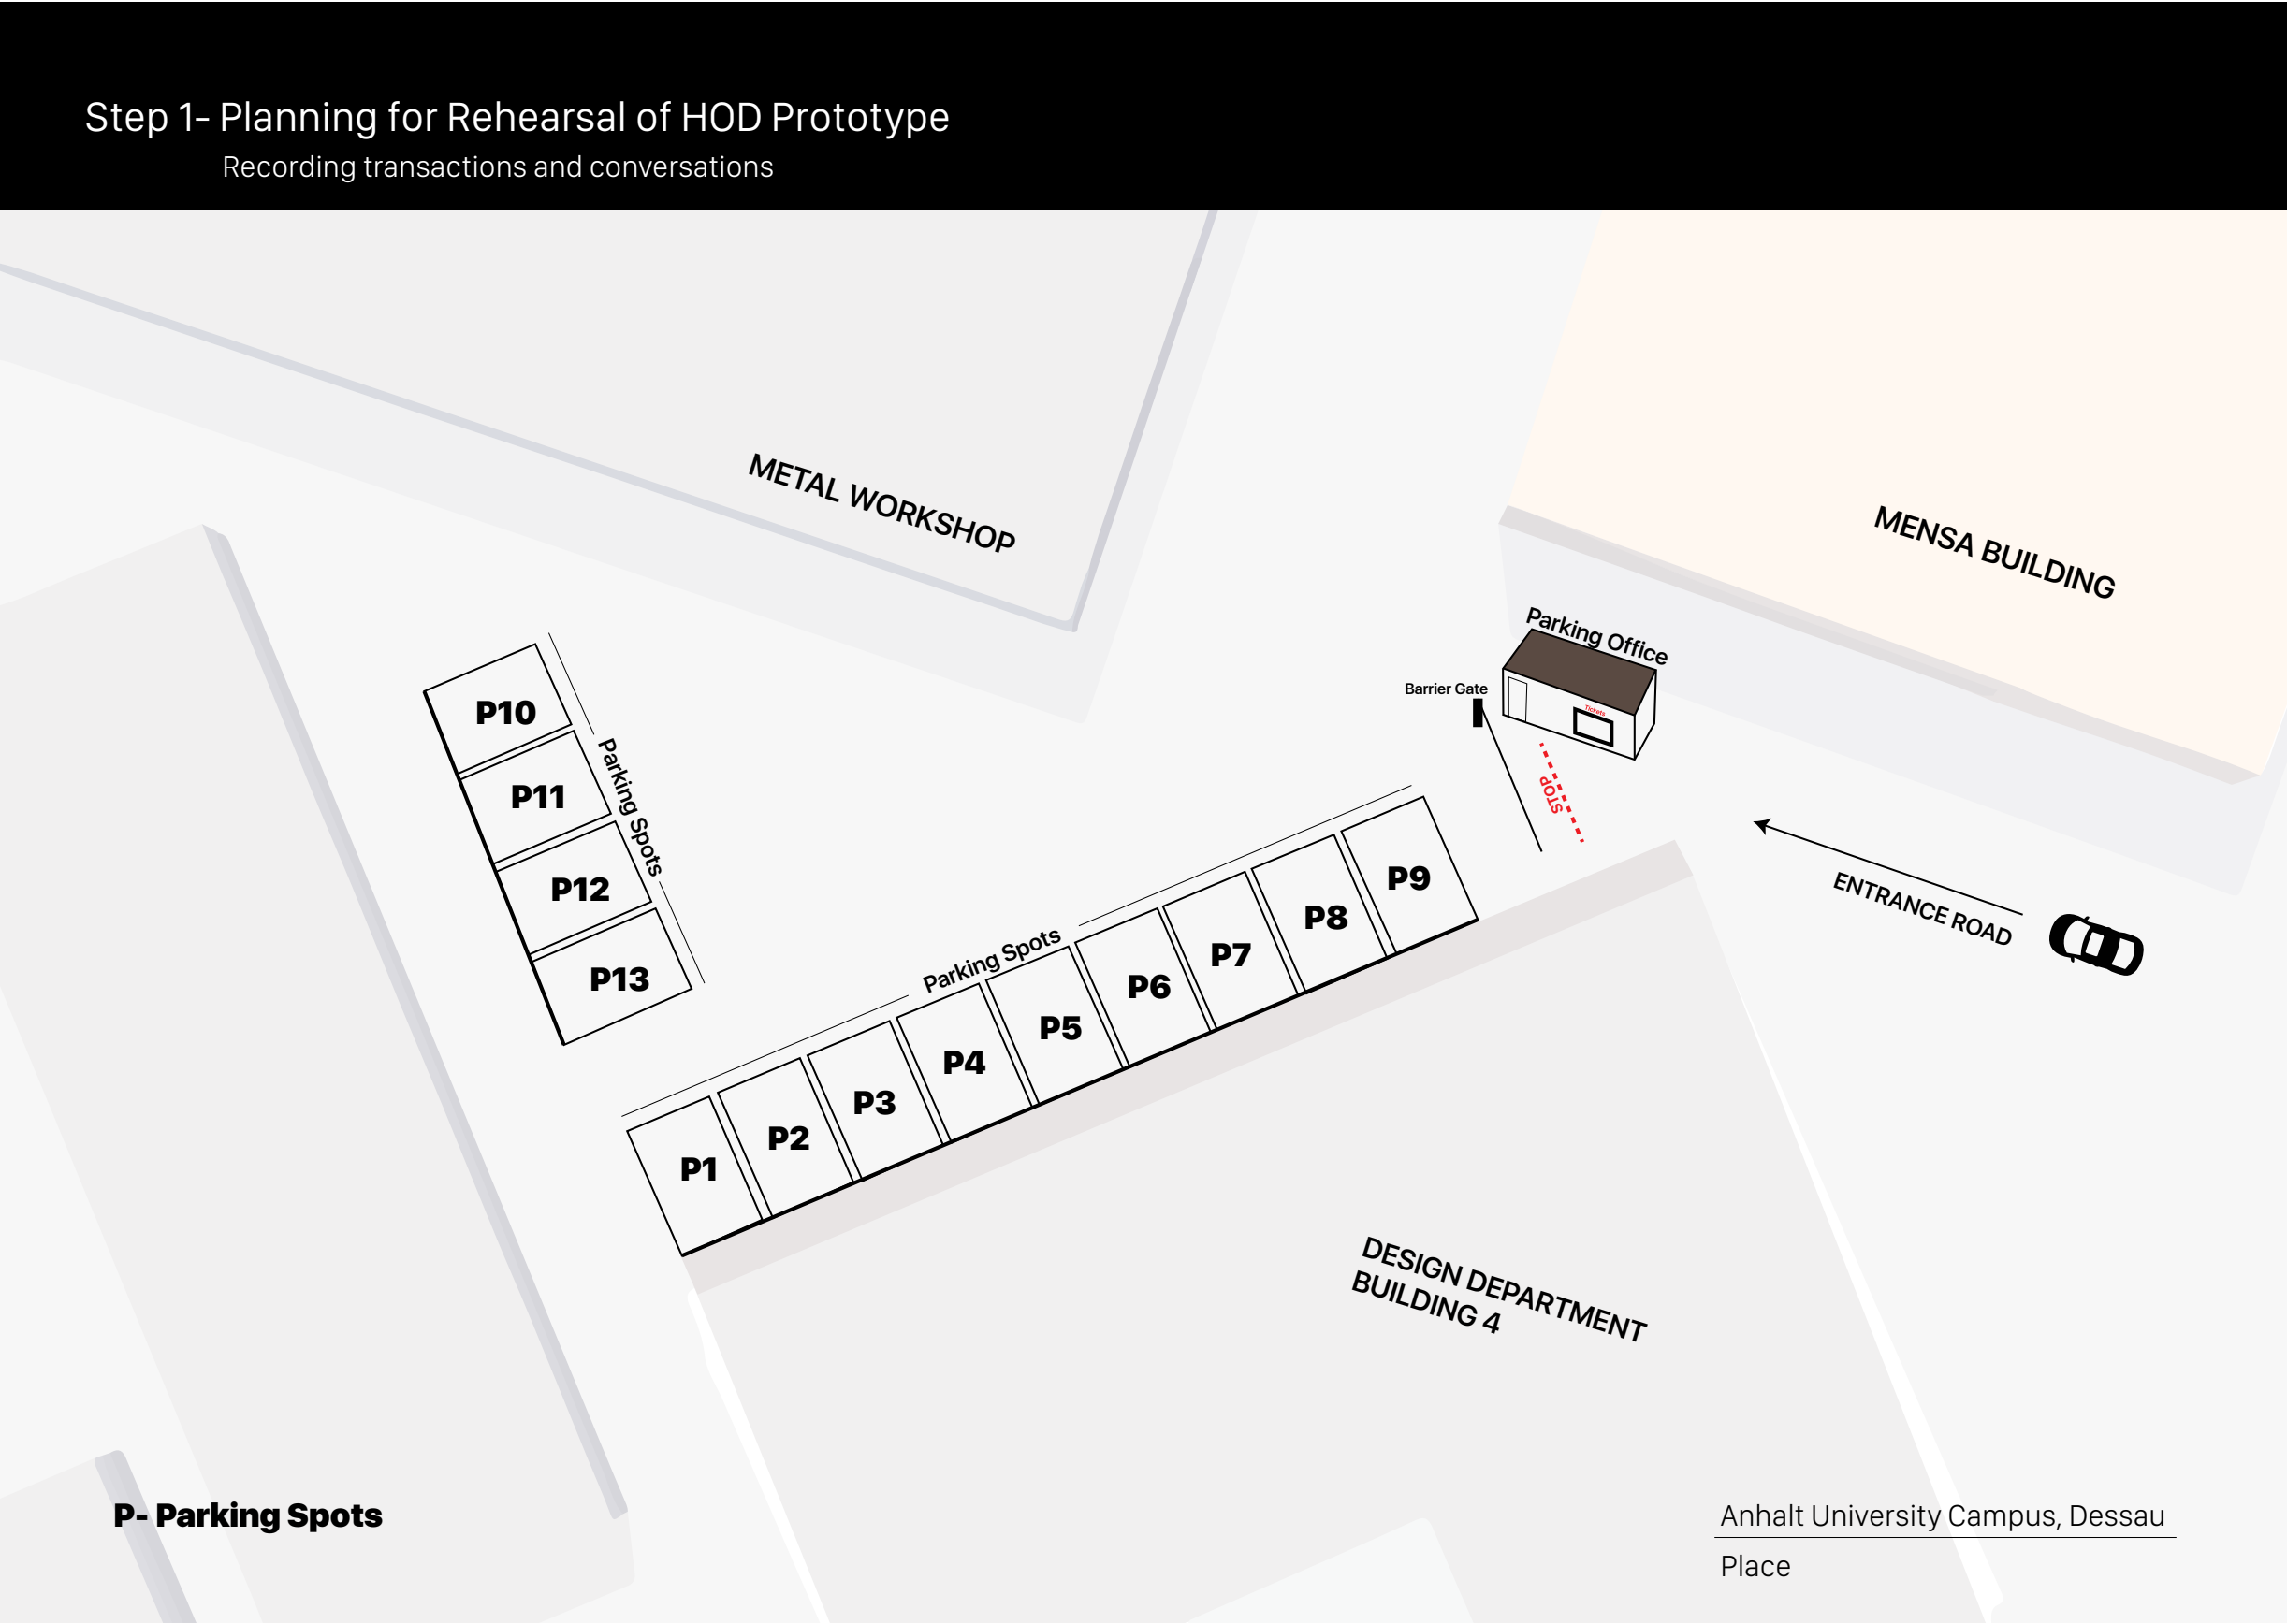 Step 1- Planning for Rehearsal of HOD Prototype
Recording transactions and conversations
METAL WORKSHOP
MENSA BUILDING
Parking Office
Barrier Gate
Tickets
STOP
ENTRANCE ROAD
P10
P11
P12
P13
Parking Spots
Parking Spots
P1
P2
P3
P4
P5
P6
P7
P8
P9
DESIGN DEPARTMENT
BUILDING 4
P- Parking Spots
Anhalt University Campus, Dessau
Place